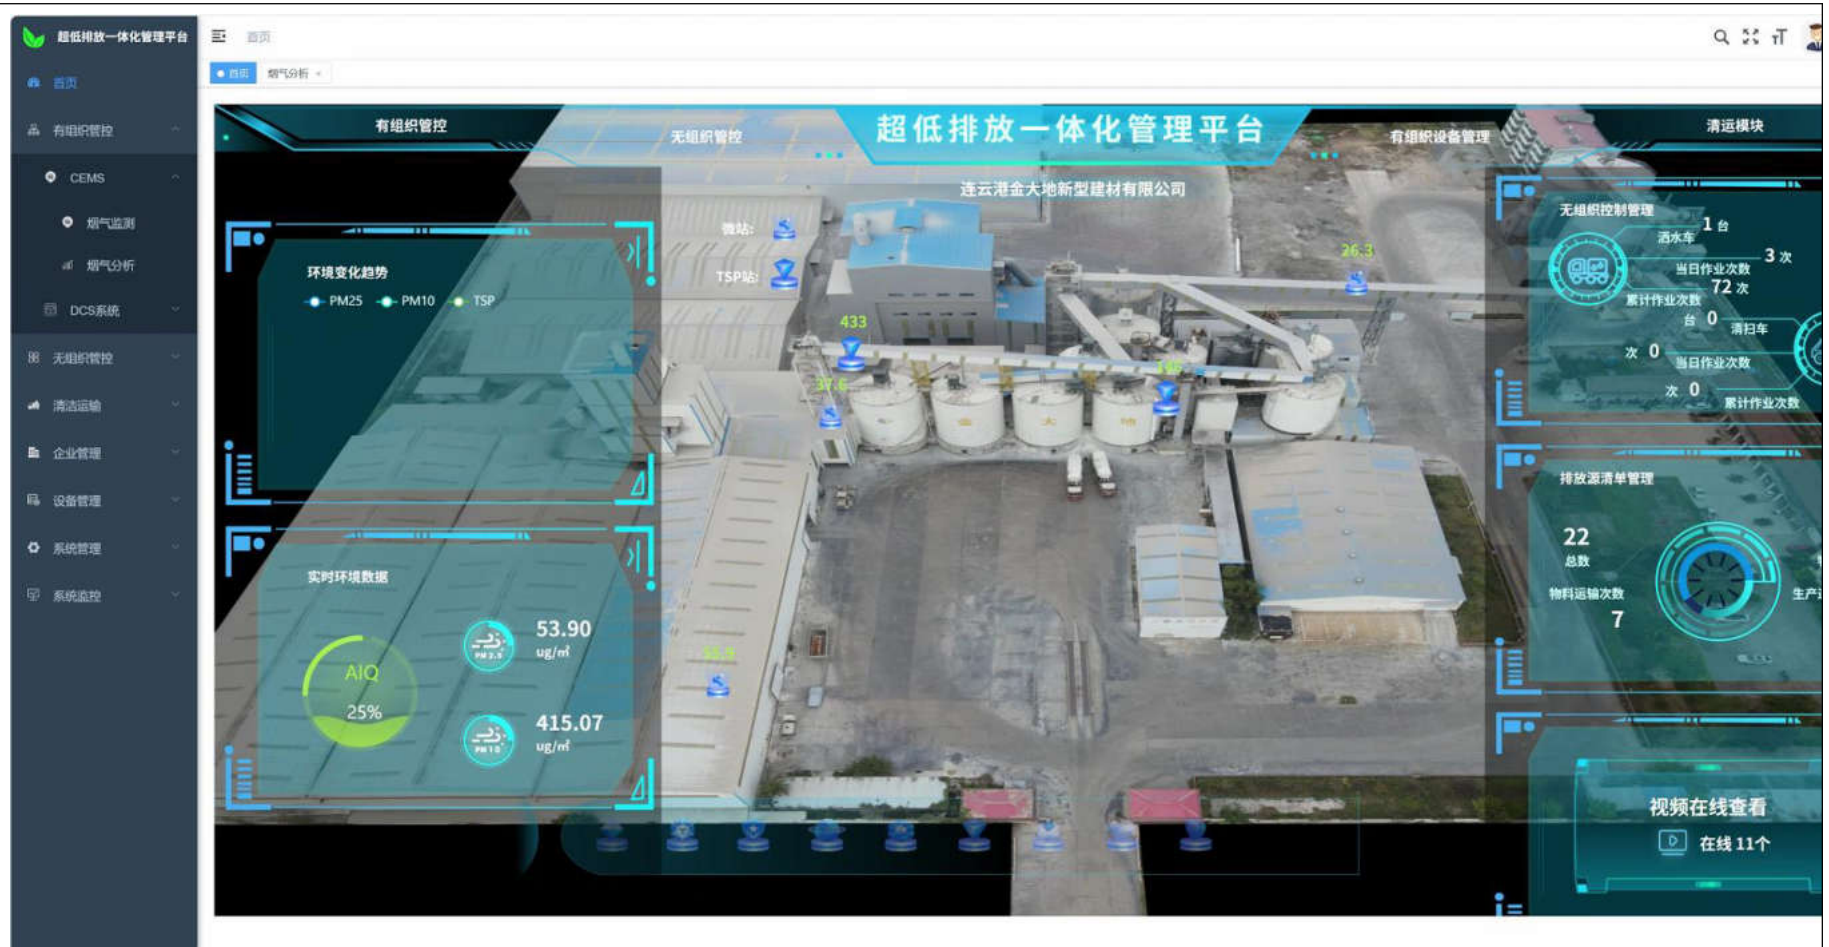 超低排放一体化管理平台
首页
首页
烟气分析 ×
首页
有组织管控
CEMS
烟气监测
烟气分析
DCS系统
无组织管控
清洁运输
企业管理
设备管理
系统管理
系统监控
有组织管控
无组织管控
超低排放一体化管理平台
有组织设备管理
清运模块
连云港金大地新型建材有限公司
微站:
TSP站:
环境变化趋势
PM25 PM10 TSP
433
37.6
26.3
实时环境数据
AIQ
25%
PM2.5
53.90
ug/㎡
PM10
415.07
ug/㎡
无组织控制管理
1 台
洒水车
3 次
当日作业次数
72 次
累计作业次数
台 0
清扫车
次 0
当日作业次数
次 0
累计作业次数
排放源清单管理
22
总数
物料运输次数
7
生产
视频在线查看
在线 11个